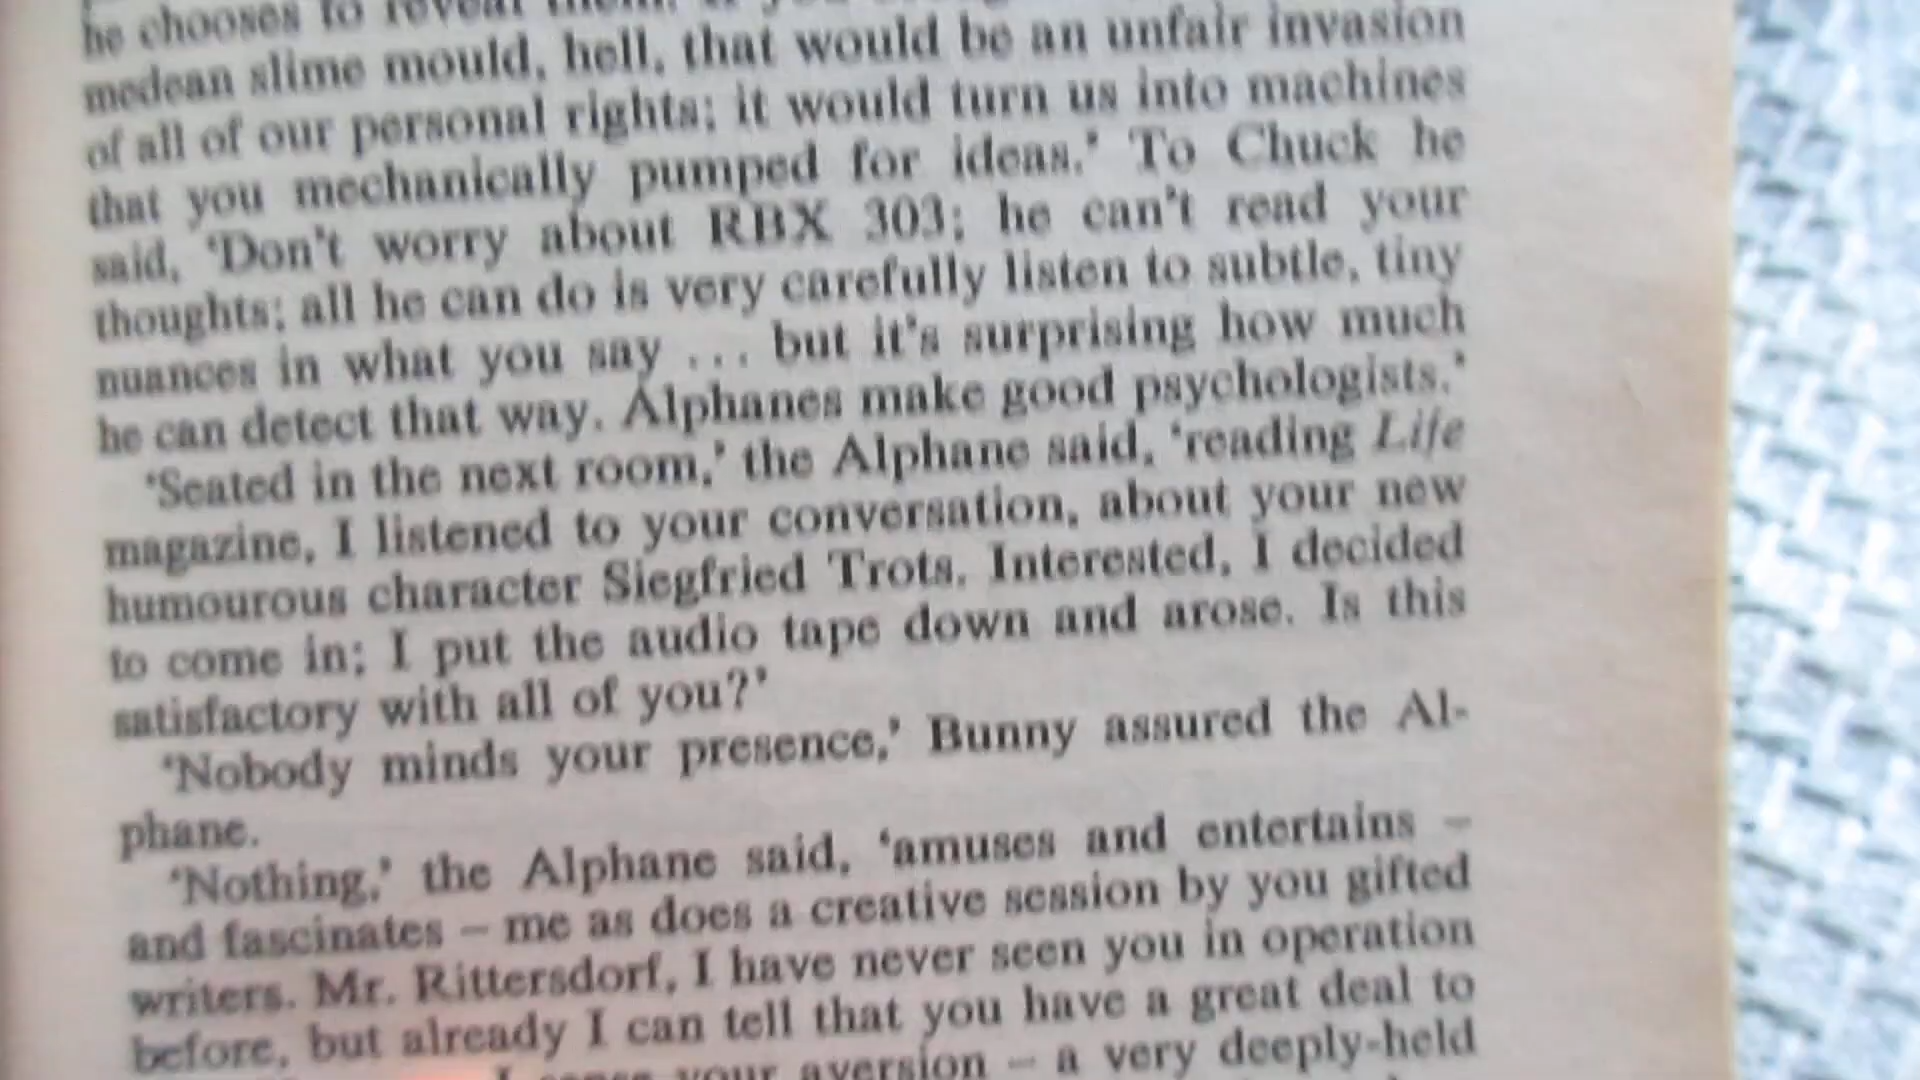 he chooses to reveal them. If you
medean slime mould, hell, that would be an unfair invasion
of all of our personal rights; it would turn us into machines
that you mechanically pumped for ideas.' To Chuck he
said, 'Don't worry about RBX 303; he can't read your
thoughts; all he can do is very carefully listen to subtle, tiny
nuances in what you say ... but it's surprising how much
he can detect that way. Alphanes make good psychologists.'
'Seated in the next room,' the Alphane said, 'reading Life
magazine, I listened to your conversation, about your new
humourous character Siegfried Trots. Interested, I decided
to come in; I put the audio tape down and arose. Is this
satisfactory with all of you?'
'Nobody minds your presence,' Bunny assured the Al-
phane.
'Nothing,' the Alphane said, 'amuses and entertains –
and fascinates – me as does a creative session by you gifted
writers. Mr. Rittersdorf, I have never seen you in operation
before, but already I can tell that you have a great deal to
I sense your aversion – a very deeply-held